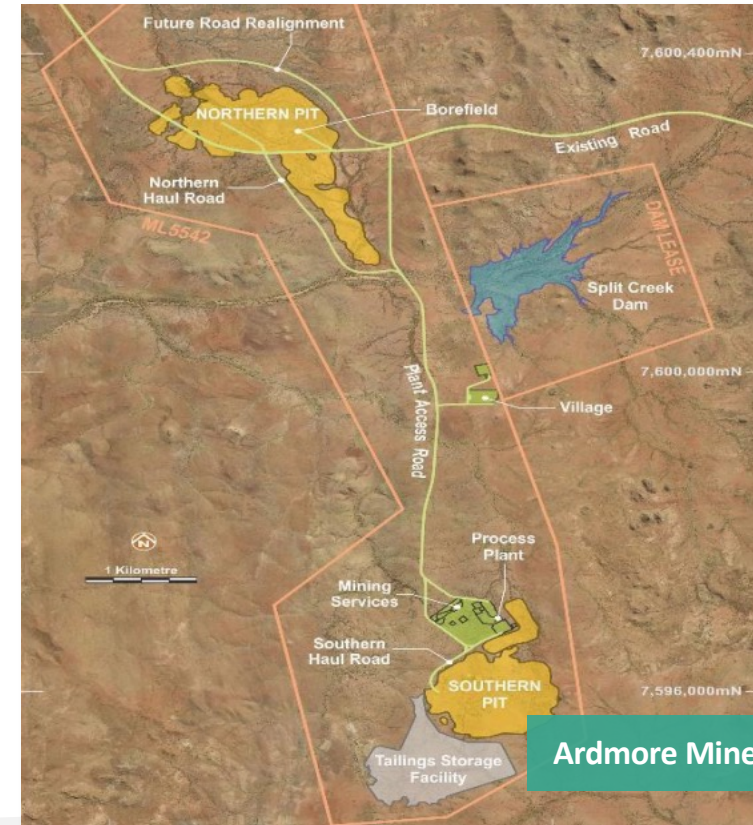 Future Road Realignment
7,600,400mN
NORTHERN PIT
Borefield
Existing Road
Northern
Haul Road
ML5542
DAM LEASE
Split Creek
Dam
7,600,000mN
Plant Access Road
Village
N
1 Kilometre
Process
Plant
Mining
Services
Southern
Haul Road
SOUTHERN
PIT
7,596,000mN
Tailings Storage
Facility
Ardmore Mine